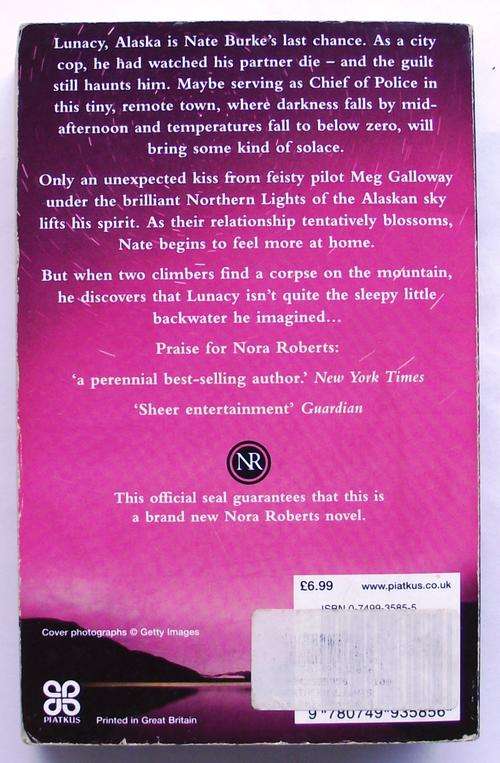 Lunacy, Alaska is Nate Burke's last chance. As a city
cop, he had watched his partner die – and the guilt
still haunts him. Maybe serving as Chief of Police in
this tiny, remote town, where darkness falls by mid-
afternoon and temperatures fall to below zero, will
bring some kind of solace.
Only an unexpected kiss from feisty pilot Meg Galloway
under the brilliant Northern Lights of the Alaskan sky
lifts his spirit. As their relationship tentatively blossoms,
Nate begins to feel more at home.
But when two climbers find a corpse on the mountain,
he discovers that Lunacy isn't quite the sleepy little
backwater he imagined...
Praise for Nora Roberts:
'a perennial best-selling author.' New York Times
'Sheer entertainment' Guardian
NR
This official seal guarantees that this is
a brand new Nora Roberts novel.
£6.99 www.piatkus.co.uk
ISBN 0-7499-3585-5
Cover photographs © Getty Images
9 780749 935856
PIATKUS Printed in Great Britain